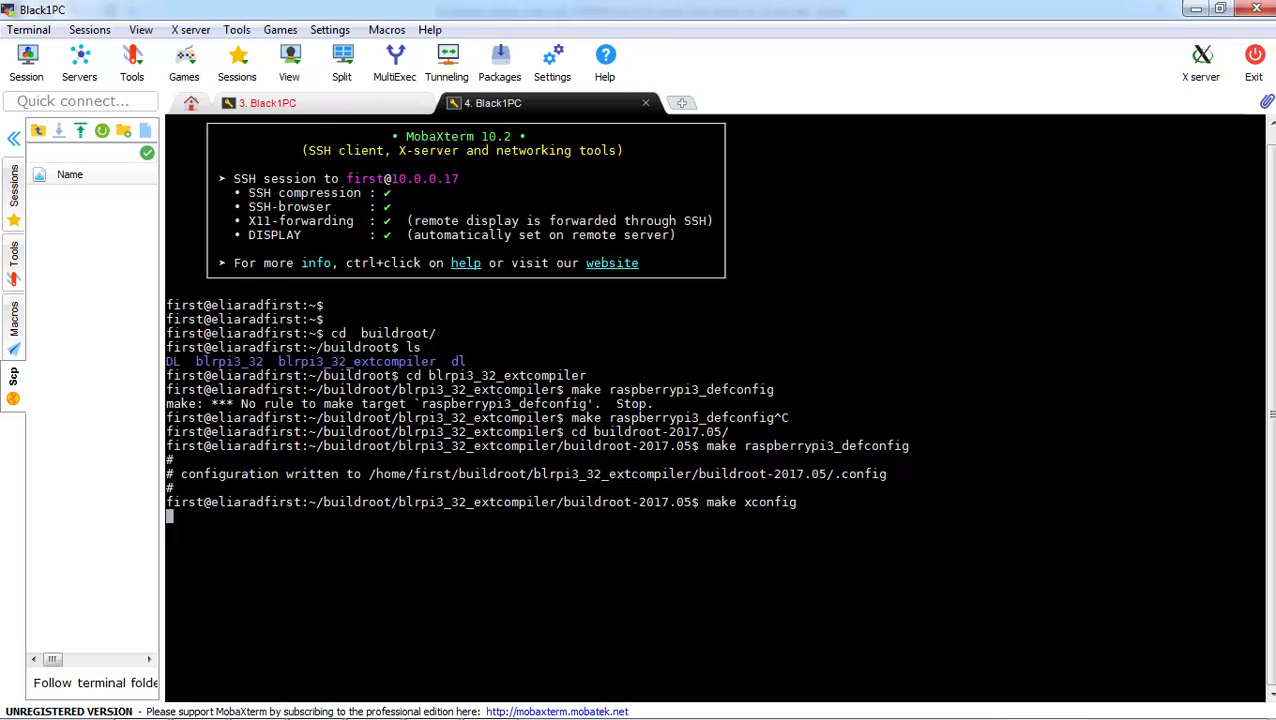 Black1PC
Terminal Sessions View X server Tools Games Settings Macros Help
Session Servers Tools Games Sessions View Split MultiExec Tunneling Packages Settings Help X server Exit
Quick connect...
3. Black1PC
4. Black1PC
Name
Sessions
Tools
Macros
Scp
Follow terminal folde
• MobaXterm 10.2 •
(SSH client, X-server and networking tools)
➤ SSH session to first@10.0.0.17
• SSH compression : ✔
• SSH-browser : ✔
• X11-forwarding : ✔ (remote display is forwarded through SSH)
• DISPLAY : ✔ (automatically set on remote server)
➤ For more info, ctrl+click on help or visit our website
first@eliaradfirst:~$
first@eliaradfirst:~$
first@eliaradfirst:~$ cd  buildroot/
first@eliaradfirst:~/buildroot$ ls
DL  blrpi3_32  blrpi3_32_extcompiler  dl
first@eliaradfirst:~/buildroot$ cd blrpi3_32_extcompiler
first@eliaradfirst:~/buildroot/blrpi3_32_extcompiler$ make raspberrypi3_defconfig
make: *** No rule to make target `raspberrypi3_defconfig'.  Stop.
first@eliaradfirst:~/buildroot/blrpi3_32_extcompiler$ make raspberrypi3_defconfig^C
first@eliaradfirst:~/buildroot/blrpi3_32_extcompiler$ cd buildroot-2017.05/
first@eliaradfirst:~/buildroot/blrpi3_32_extcompiler/buildroot-2017.05$ make raspberrypi3_defconfig
#
# configuration written to /home/first/buildroot/blrpi3_32_extcompiler/buildroot-2017.05/.config
#
first@eliaradfirst:~/buildroot/blrpi3_32_extcompiler/buildroot-2017.05$ make xconfig
UNREGISTERED VERSION - Please support MobaXterm by subscribing to the professional edition here: http://mobaxterm.mobatek.net